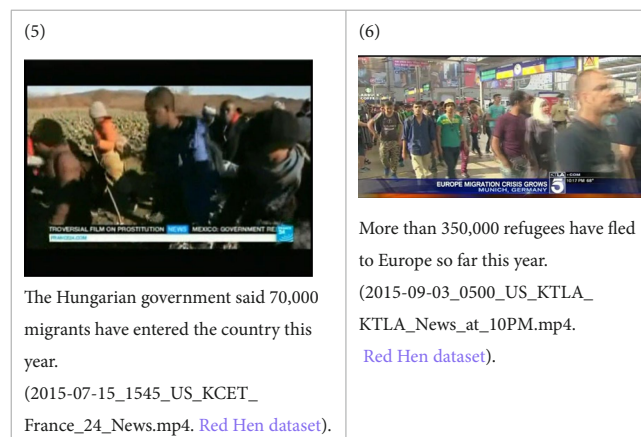 (5)
TROVERSIAL FILM ON PROSTITUTION NEWS MEXICO: GOVERNMENT RE
The Hungarian government said 70,000
migrants have entered the country this
year.
(2015-07-15_1545_US_KCET_
France_24_News.mp4. Red Hen dataset).
(6)
EUROPE MIGRATION CRISIS GROWS
MUNICH, GERMANY
KTLA .COM
5
More than 350,000 refugees have fled
to Europe so far this year.
(2015-09-03_0500_US_KTLA_
KTLA_News_at_10PM.mp4.
Red Hen dataset).